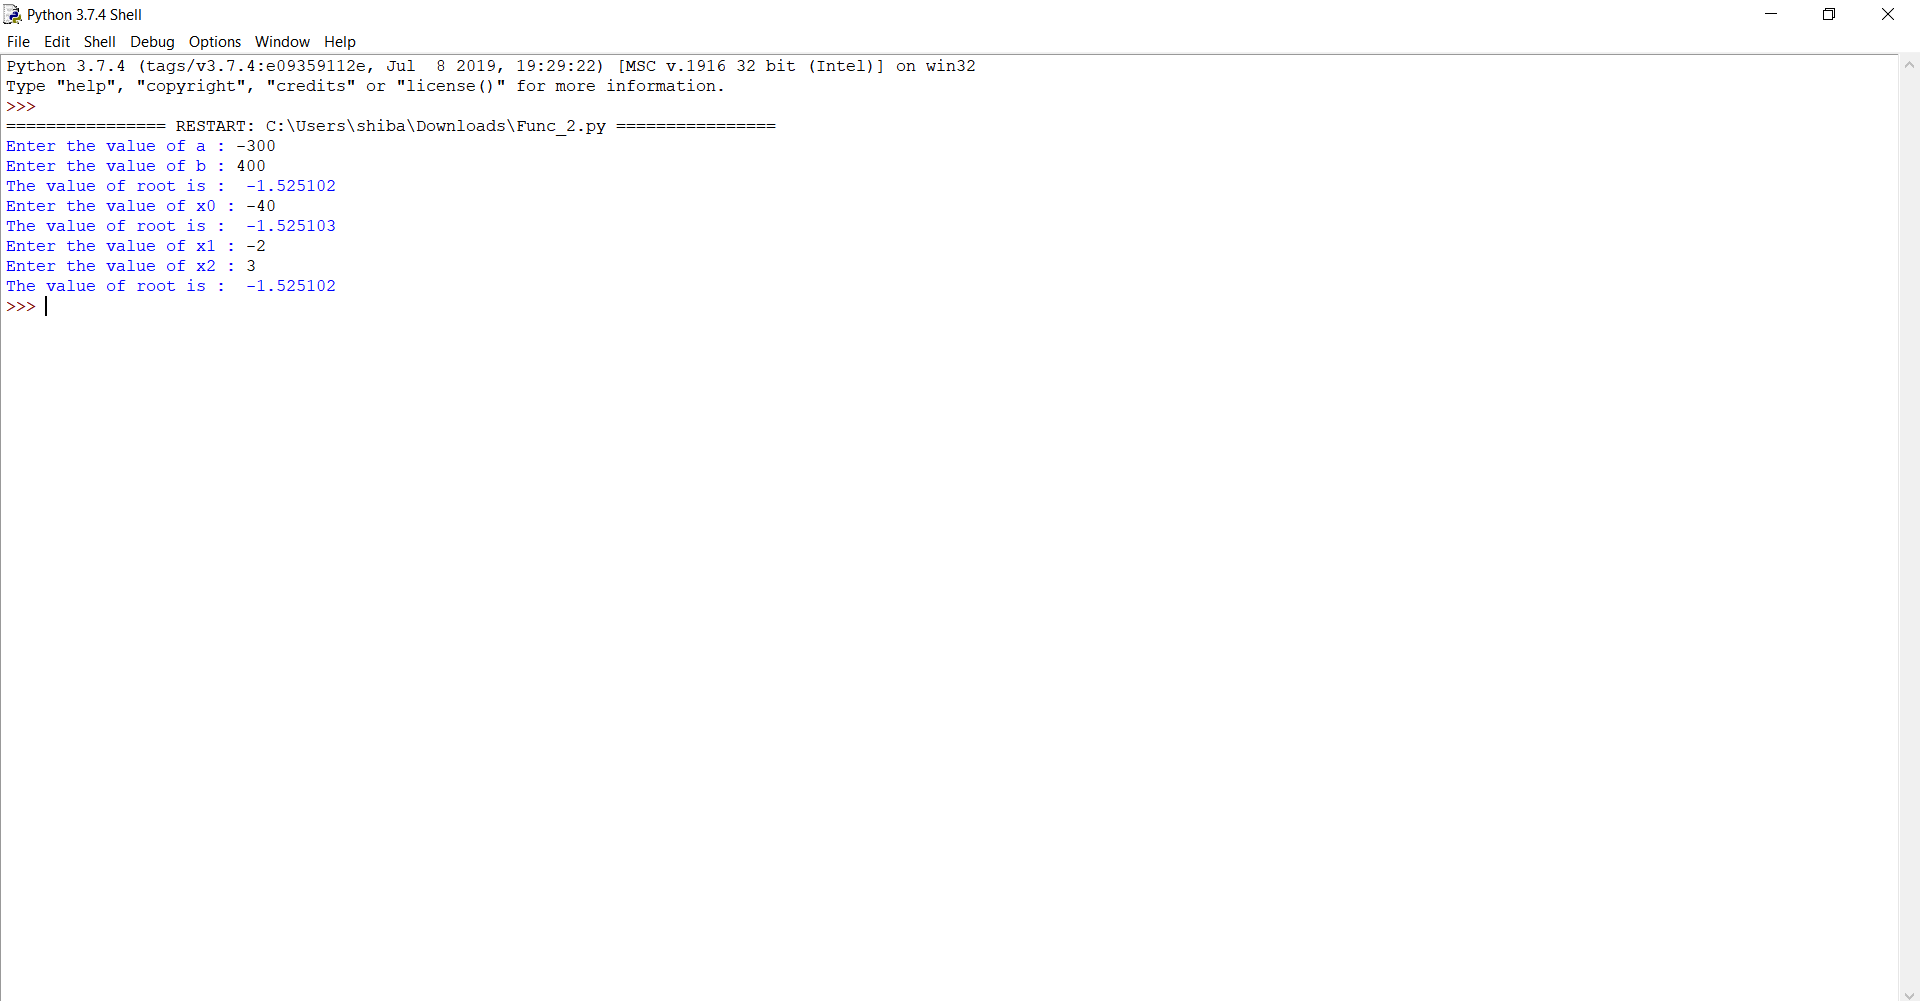 Python 3.7.4 Shell
File Edit Shell Debug Options Window Help
Python 3.7.4 (tags/v3.7.4:e09359112e, Jul  8 2019, 19:29:22) [MSC v.1916 32 bit (Intel)] on win32
Type "help", "copyright", "credits" or "license()" for more information.
>>>
================ RESTART: C:\Users\shiba\Downloads\Func_2.py ================
Enter the value of a : -300
Enter the value of b : 400
The value of root is :  -1.525102
Enter the value of x0 : -40
The value of root is :  -1.525103
Enter the value of x1 : -2
Enter the value of x2 : 3
The value of root is :  -1.525102
>>>